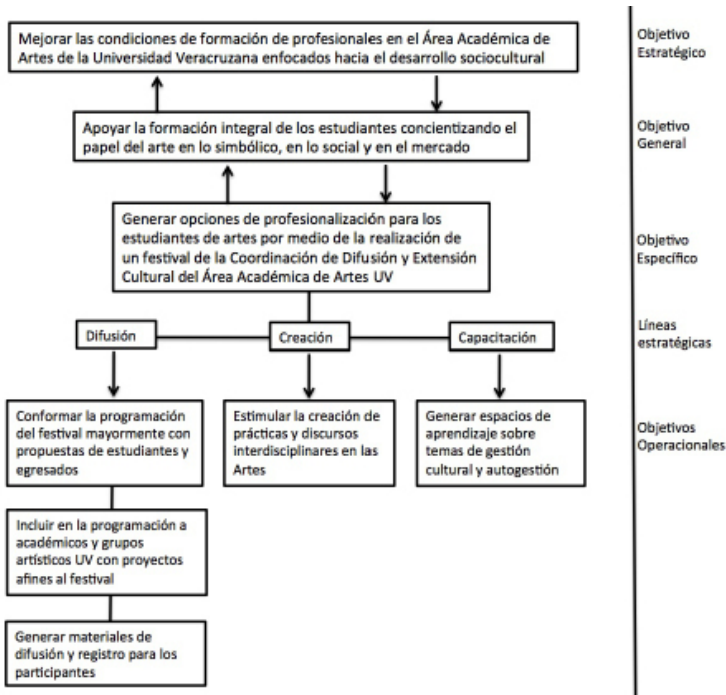 Mejorar las condiciones de formación de profesionales en el Área Académica de
Artes de la Universidad Veracruzana enfocados hacia el desarrollo sociocultural
Objetivo
Estratégico
Apoyar la formación integral de los estudiantes concientizando el
papel del arte en lo simbólico, en lo social y en el mercado
Objetivo
General
Generar opciones de profesionalización para los
estudiantes de artes por medio de la realización de
un festival de la Coordinación de Difusión y Extensión
Cultural del Área Académica de Artes UV
Objetivo
Específico
Difusión
Creación
Capacitación
Líneas
estratégicas
Conformar la programación
del festival mayormente con
propuestas de estudiantes y
egresados
Estimular la creación de
prácticas y discursos
interdisciplinares en las
Artes
Generar espacios de
aprendizaje sobre
temas de gestión
cultural y autogestión
Objetivos
Operacionales
Incluir en la programación a
académicos y grupos
artísticos UV con proyectos
afines al festival
Generar materiales de
difusión y registro para los
participantes